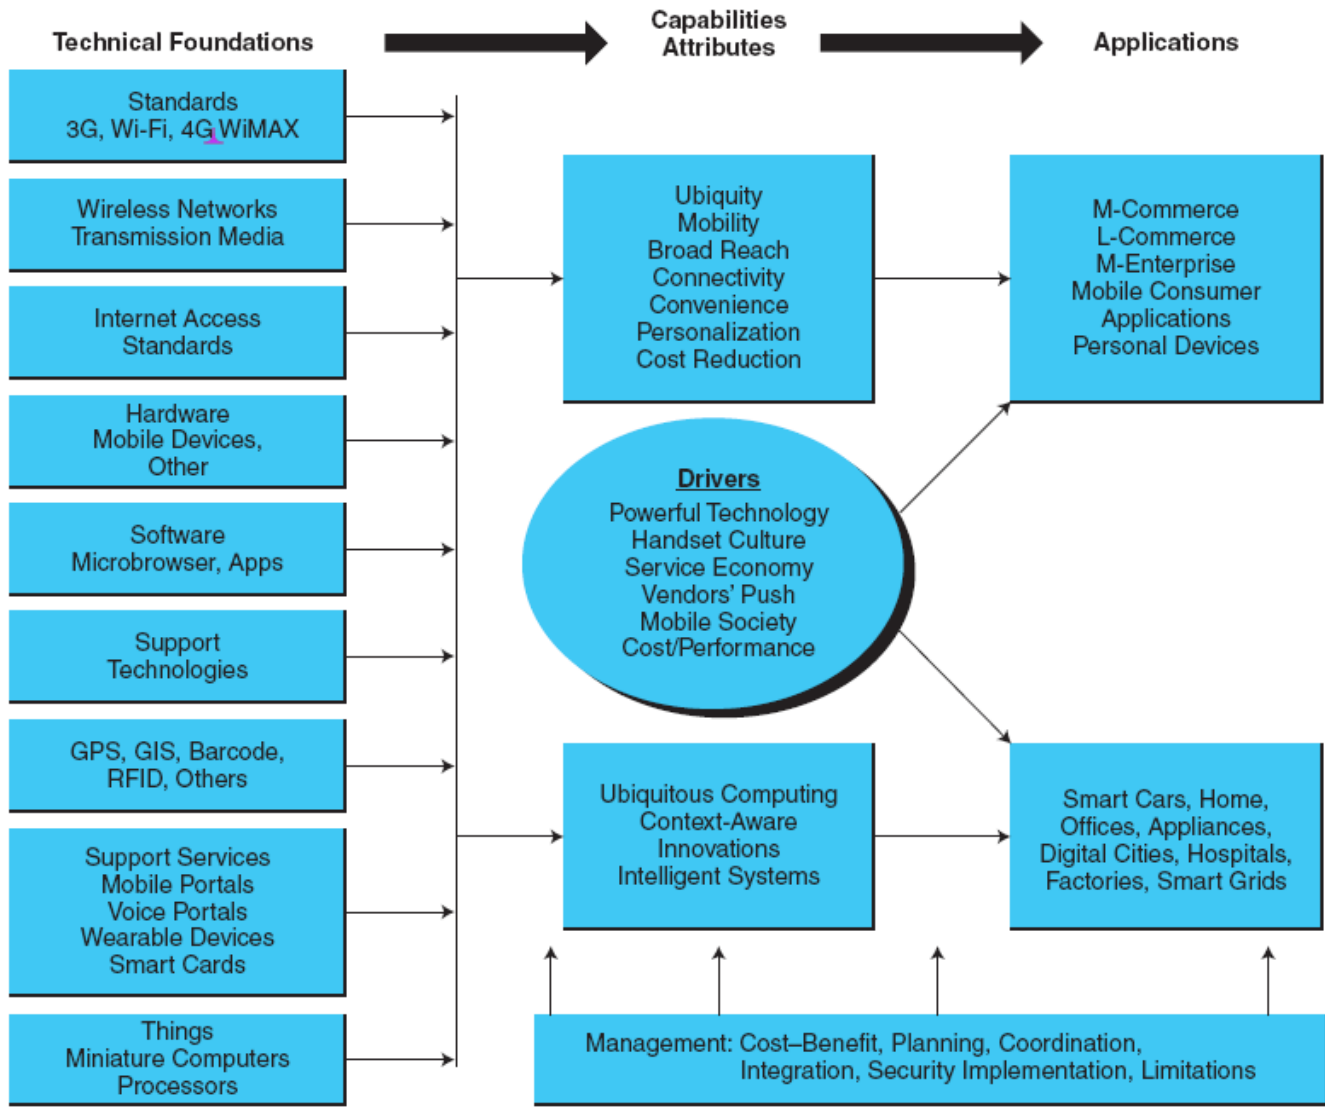 Technical Foundations
Capabilities
Attributes
Applications
Standards
3G, Wi-Fi, 4G WiMAX
Wireless Networks
Transmission Media
Internet Access
Standards
Hardware
Mobile Devices,
Other
Software
Microbrowser, Apps
Support
Technologies
GPS, GIS, Barcode,
RFID, Others
Support Services
Mobile Portals
Voice Portals
Wearable Devices
Smart Cards
Things
Miniature Computers
Processors
Ubiquity
Mobility
Broad Reach
Connectivity
Convenience
Personalization
Cost Reduction
Drivers
Powerful Technology
Handset Culture
Service Economy
Vendors’ Push
Mobile Society
Cost/Performance
Ubiquitous Computing
Context-Aware
Innovations
Intelligent Systems
M-Commerce
L-Commerce
M-Enterprise
Mobile Consumer
Applications
Personal Devices
Smart Cars, Home,
Offices, Appliances,
Digital Cities, Hospitals,
Factories, Smart Grids
Management: Cost–Benefit, Planning, Coordination,
Integration, Security Implementation, Limitations